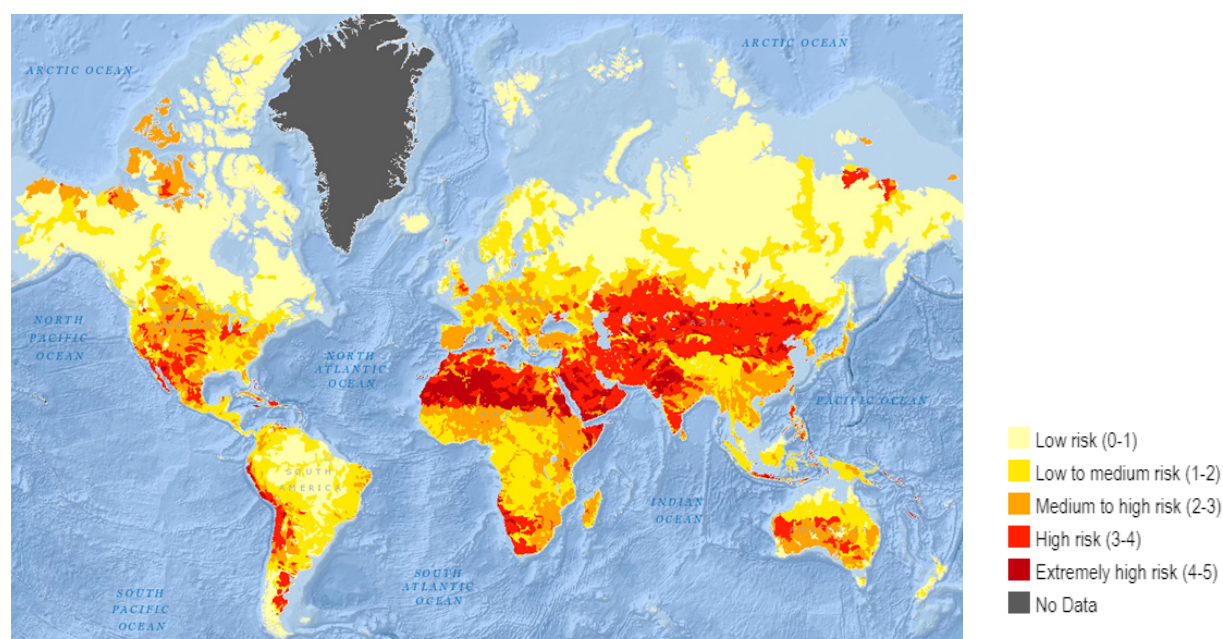 ARCTIC OCEAN
ARCTIC OCEAN
NORTH
PACIFIC
OCEAN
NORTH
ATLANTIC
OCEAN
ASIA
PACIFIC OCEAN
SOUTH
AMERICA
INDIAN
OCEAN
SOUTH
ATLANTIC
OCEAN
SOUTH
PACIFIC
OCEAN
Low risk (0-1)
Low to medium risk (1-2)
Medium to high risk (2-3)
High risk (3-4)
Extremely high risk (4-5)
No Data